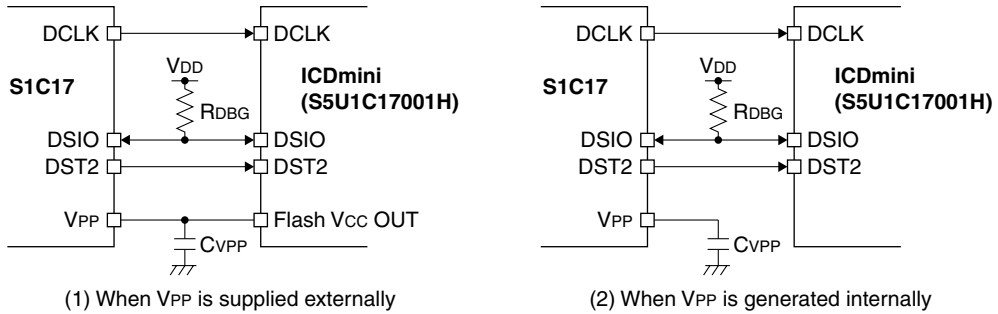 DCLK
DCLK
VDD
S1C17
ICDmini
(S5U1C17001H)
RDBG
DSIO
DSIO
DST2
DST2
VPP
Flash VCC OUT
CVPP
(1) When VPP is supplied externally
DCLK
DCLK
VDD
S1C17
ICDmini
(S5U1C17001H)
RDBG
DSIO
DSIO
DST2
DST2
VPP
CVPP
(2) When VPP is generated internally